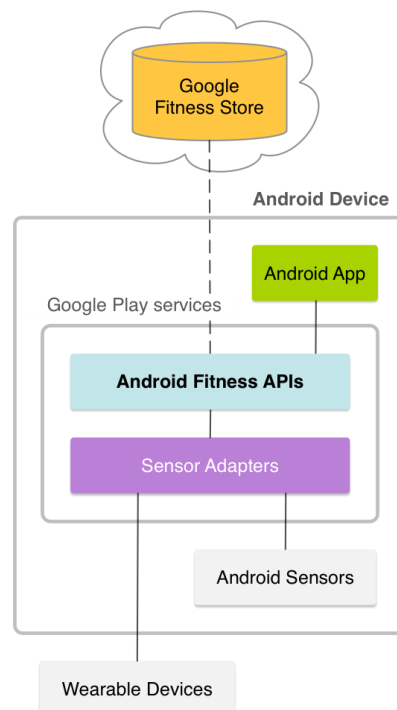 Google
Fitness Store
Android Device
Android App
Google Play services
Android Fitness APIs
Sensor Adapters
Android Sensors
Wearable Devices